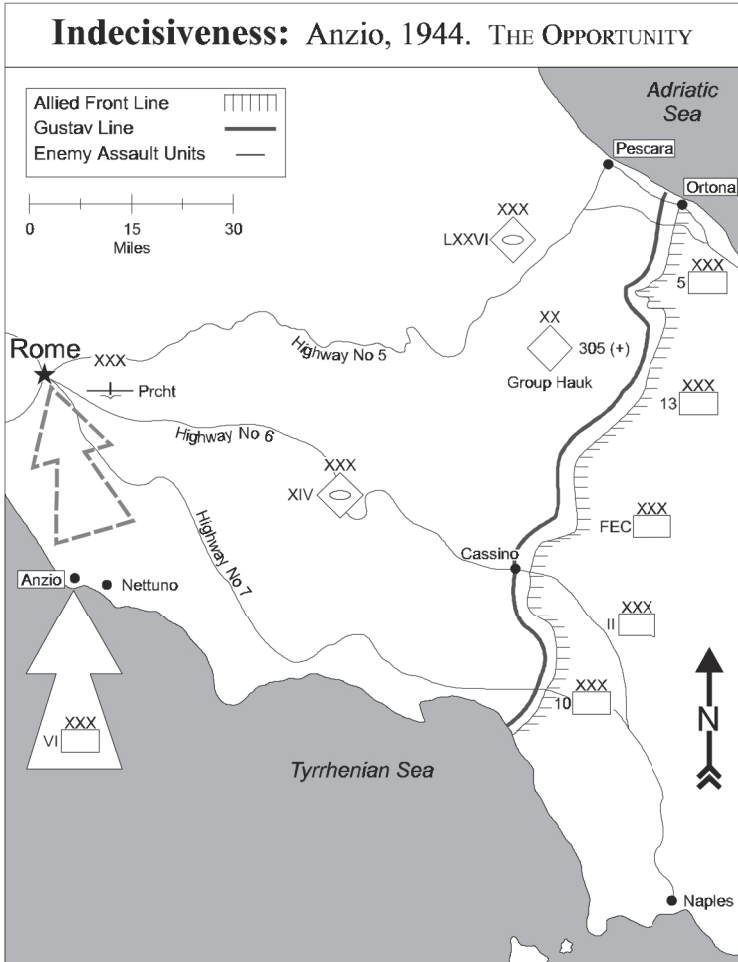 Indecisiveness: Anzio, 1944. THE OPPORTUNITY
Allied Front Line
Gustav Line
Enemy Assault Units
0 15 30
Miles
Adriatic
Sea
Pescara
Ortona
XXX
LXXVI
XXX
5
XX
305 (+)
Group Hauk
Highway No 5
Rome
XXX
Prcht
XXX
13
Highway No 6
XXX
XIV
Highway No 7
XXX
FEC
Cassino
Anzio
Nettuno
XXX
II
XXX
10
XXX
VI
N
Tyrrhenian Sea
Naples